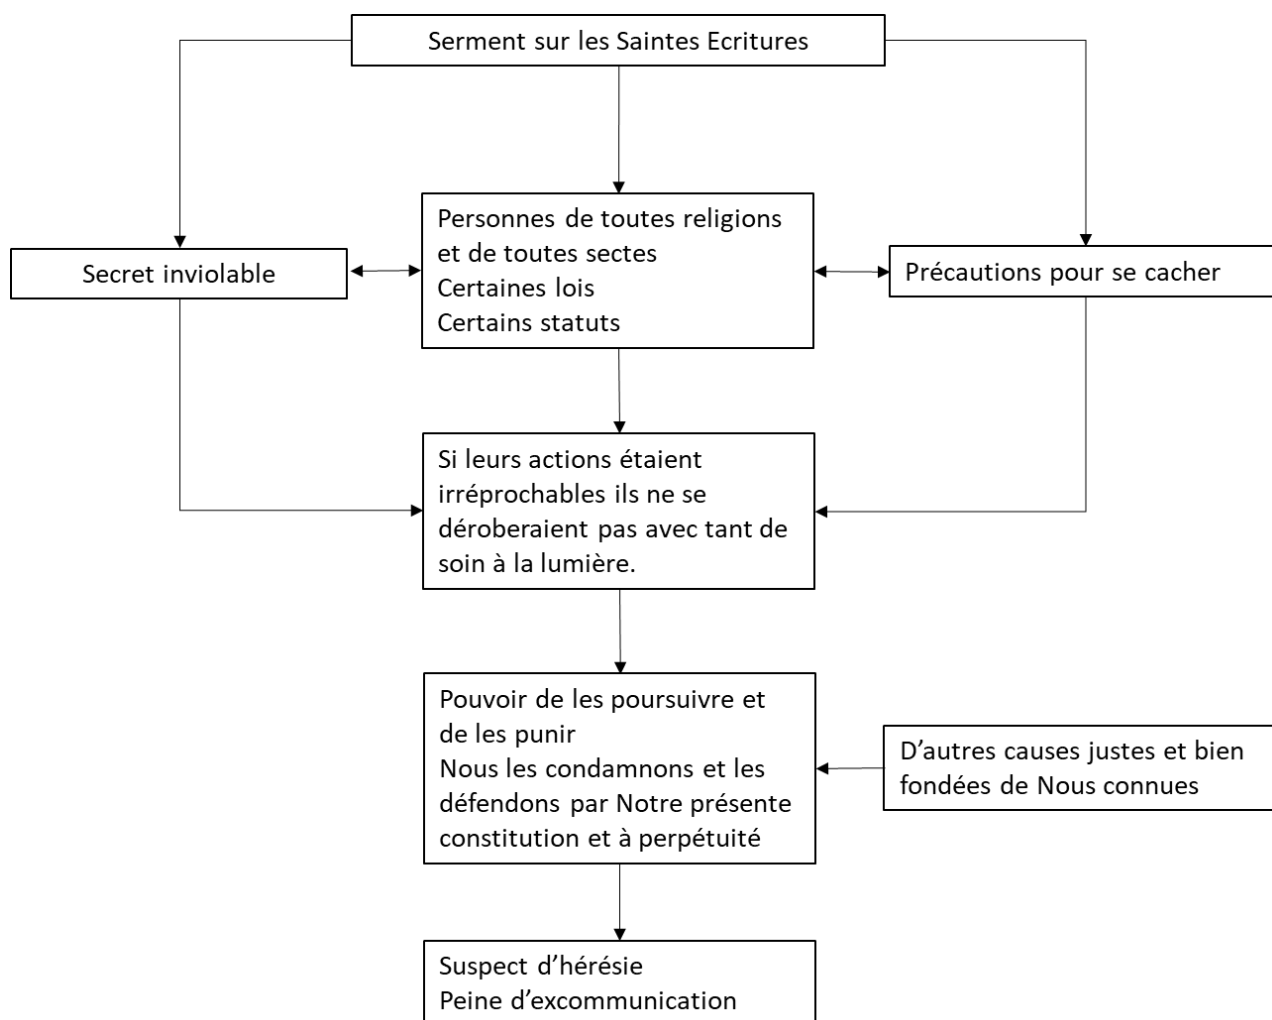 Serment sur les Saintes Ecritures
Personnes de toutes religions
et de toutes sectes
Certaines lois
Certains statuts
Secret inviolable
Précautions pour se cacher
Si leurs actions étaient
irréprochables ils ne se
déroberaient pas avec tant de
soin à la lumière.
Pouvoir de les poursuivre et
de les punir
Nous les condamnons et les
défendons par Notre présente
constitution et à perpétuité
D’autres causes justes et bien
fondées de Nous connues
Suspect d’hérésie
Peine d’excommunication